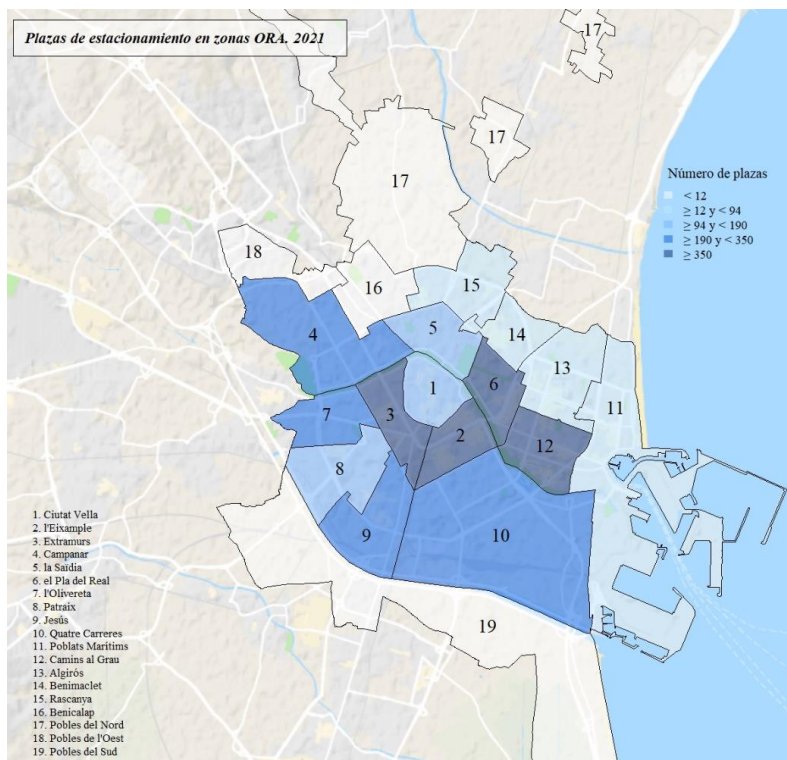 Plazas de estacionamiento en zonas ORA. 2021
17
17
17
Número de plazas
< 12
≥ 12 y < 94
≥ 94 y < 190
≥ 190 y < 350
≥ 350
18
16
15
4
5
14
13
6
1
11
7
3
2
12
8
9
10
19
1. Ciutat Vella
2. l'Eixample
3. Extramurs
4. Campanar
5. la Saïdia
6. el Pla del Real
7. l'Olivereta
8. Patraix
9. Jesús
10. Quatre Carreres
11. Poblats Marítims
12. Camins al Grau
13. Algirós
14. Benimaclet
15. Rascanya
16. Benicalap
17. Pobles del Nord
18. Pobles de l'Oest
19. Pobles del Sud